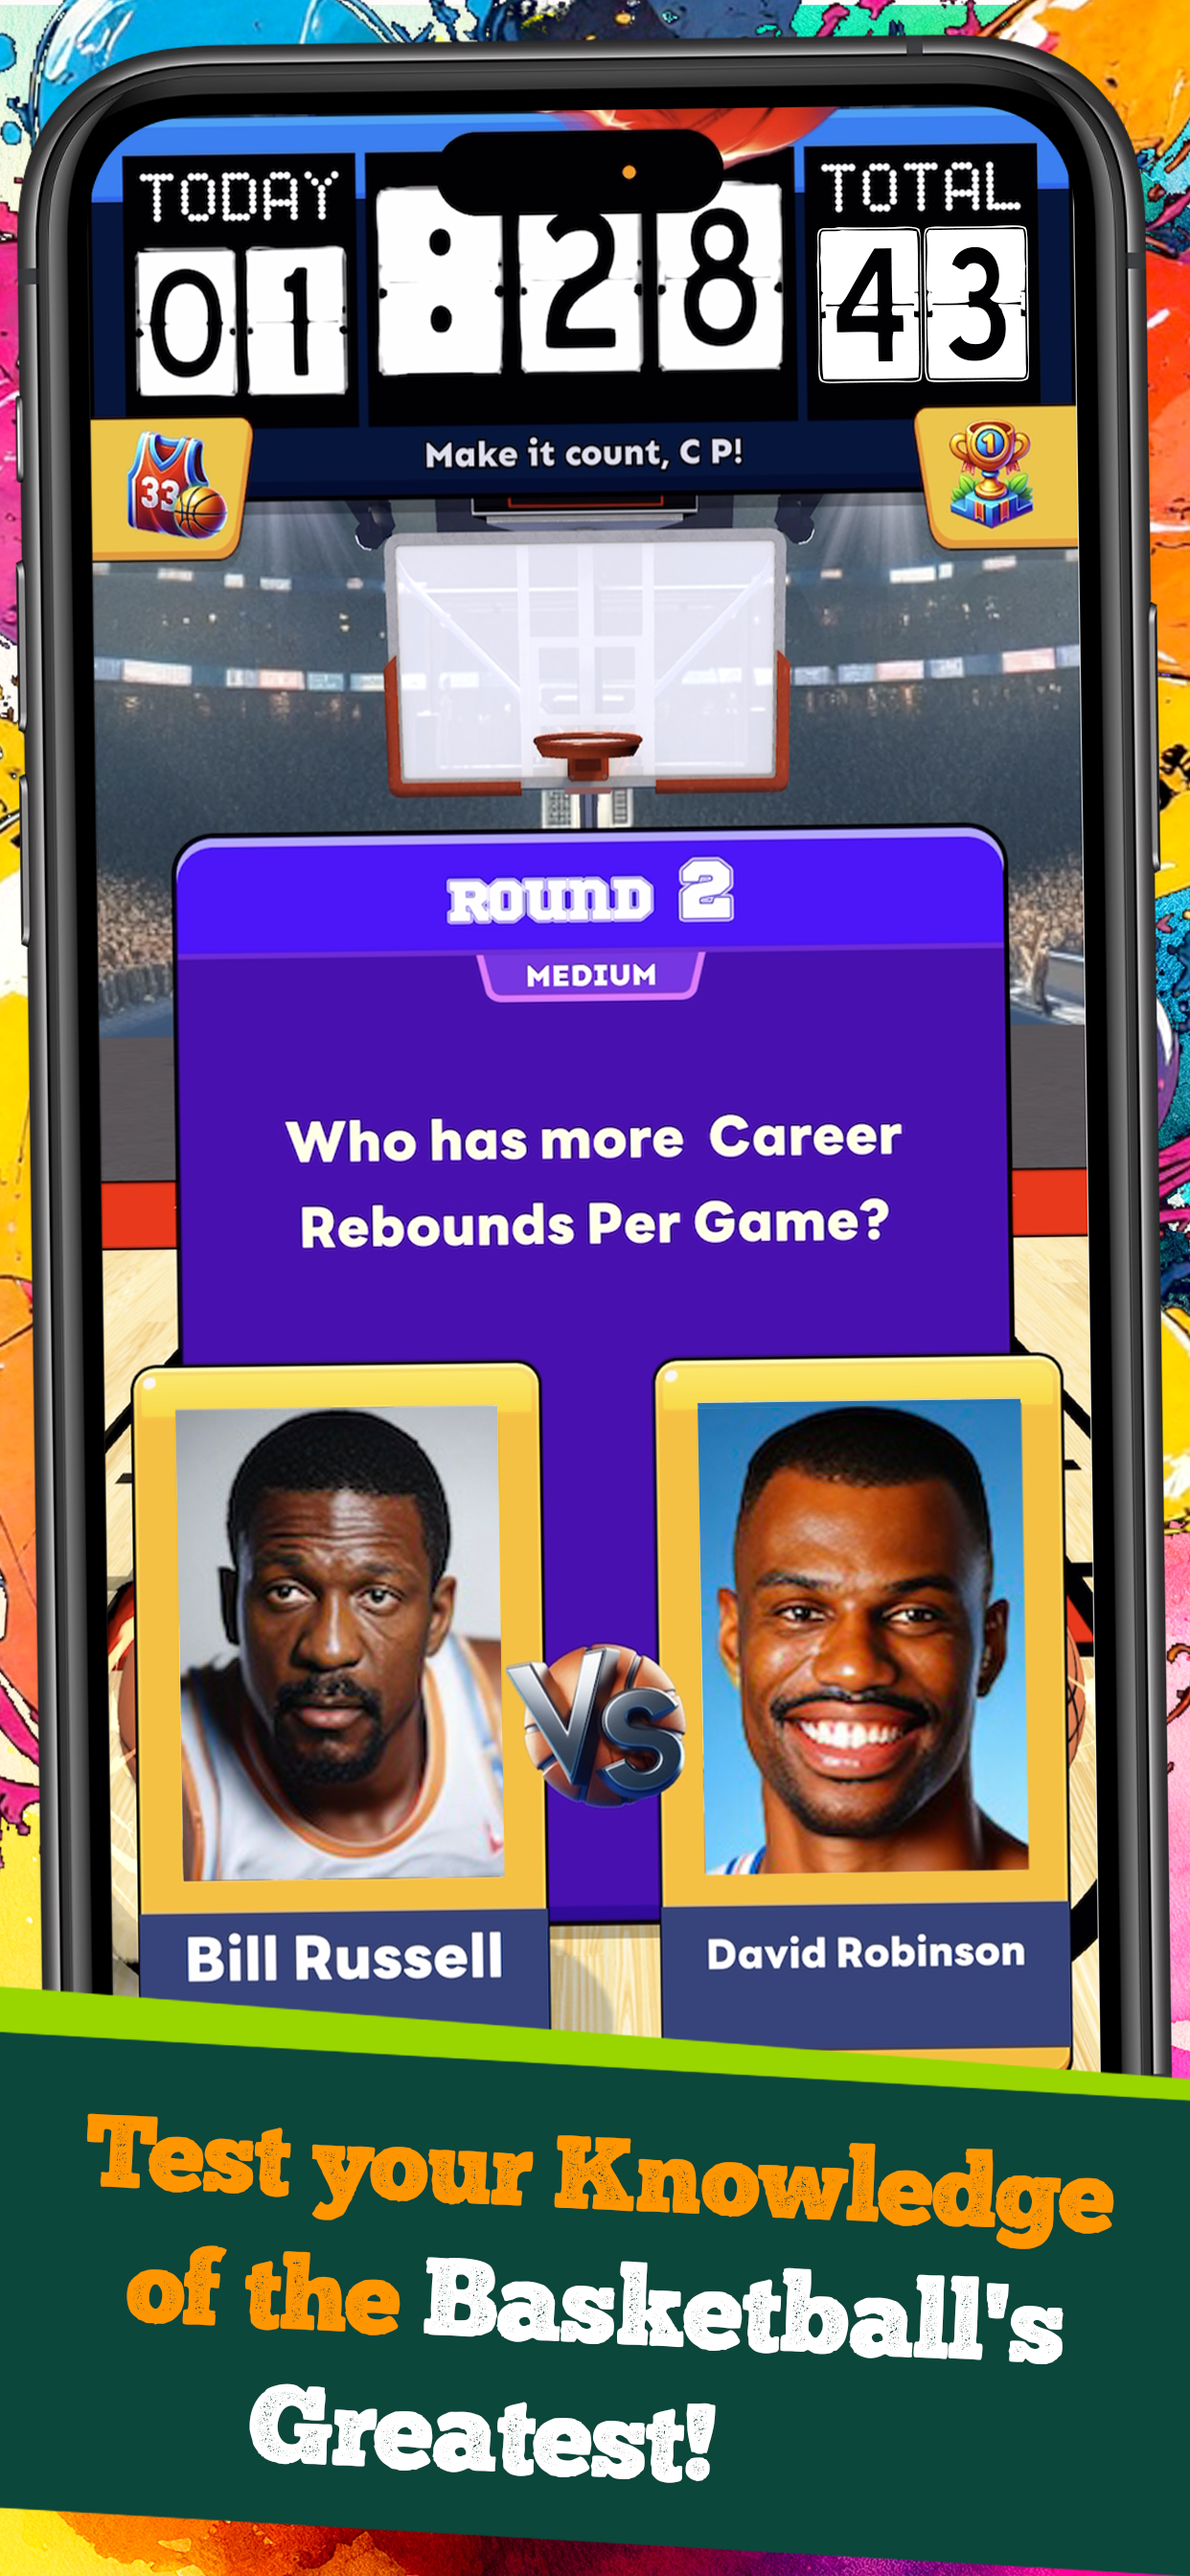 TODAY
01
:28
TOTAL
43
33
Make it count, C P!
1
ROUND 2
MEDIUM
Who has more Career
Rebounds Per Game?
VS
Bill Russell
David Robinson
Test your Knowledge
of the Basketball's
Greatest!